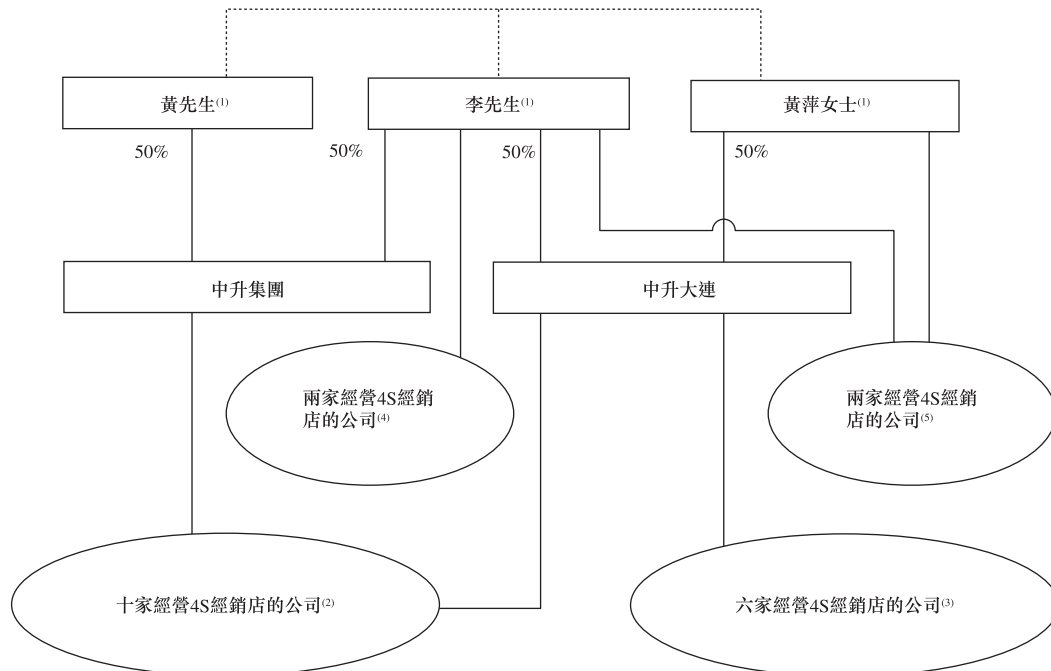 黃先生(1)
李先生(1)
黃萍女士(1)
50%
50%
50%
50%
中升集團
中升大連
兩家經營4S經銷
店的公司(4)
兩家經營4S經銷
店的公司(5)
十家經營4S經銷店的公司(2)
六家經營4S經銷店的公司(3)